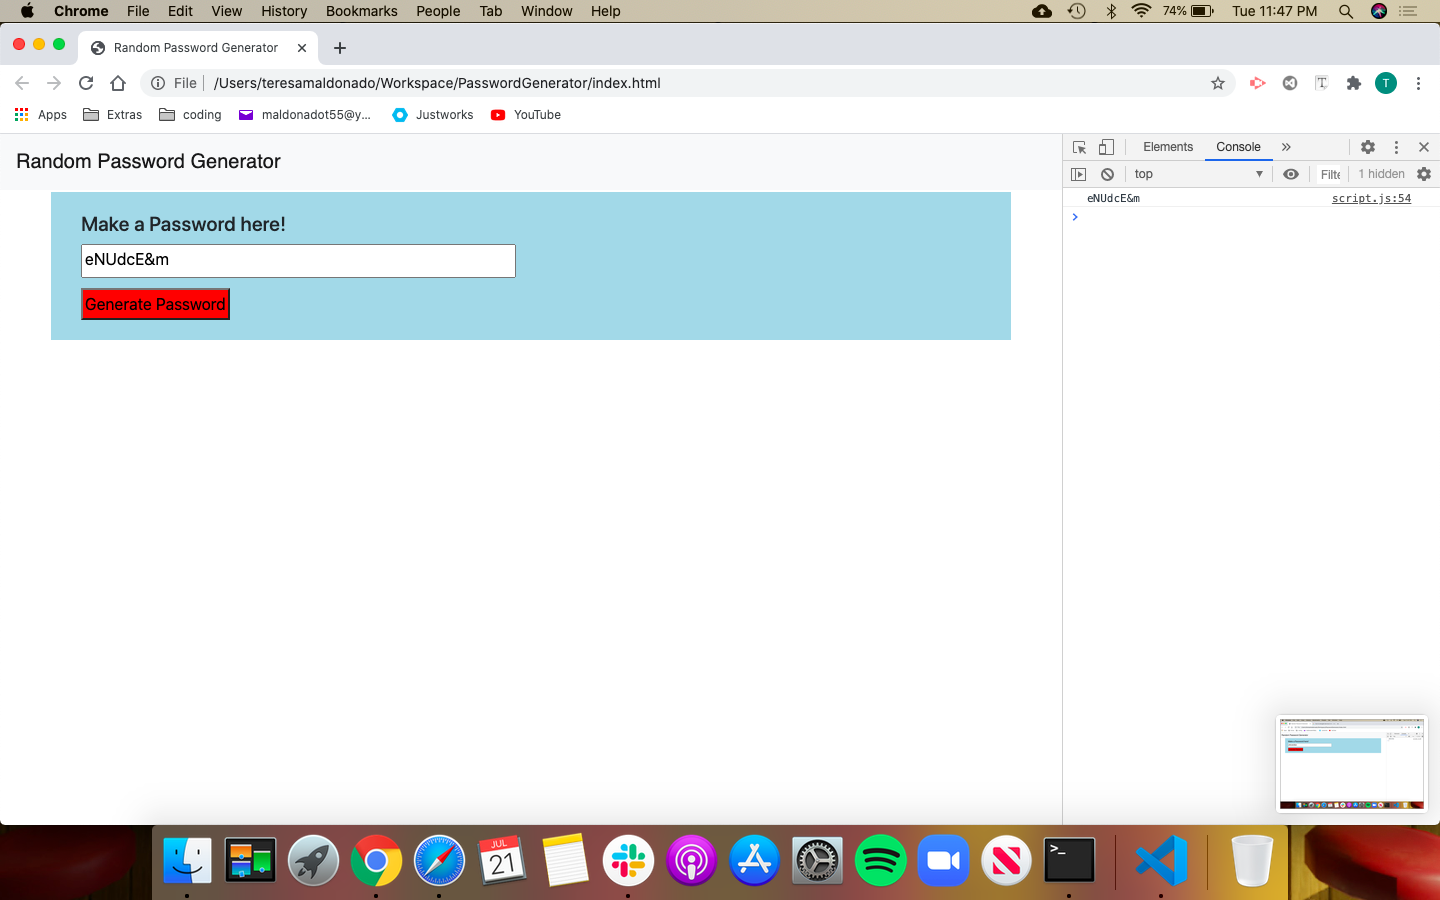 Chrome File Edit View History Bookmarks People Tab Window Help 74% Tue 11:47 PM
Random Password Generator
File /Users/teresamaldonado/Workspace/PasswordGenerator/index.html T T
Apps Extras coding maldonadot55@y... Justworks YouTube
Random Password Generator
Elements Console
top Filte 1 hidden
Make a Password here!
eNUdcE&m
Generate Password
eNUdcE&m script.js:54
JUL
21
>_